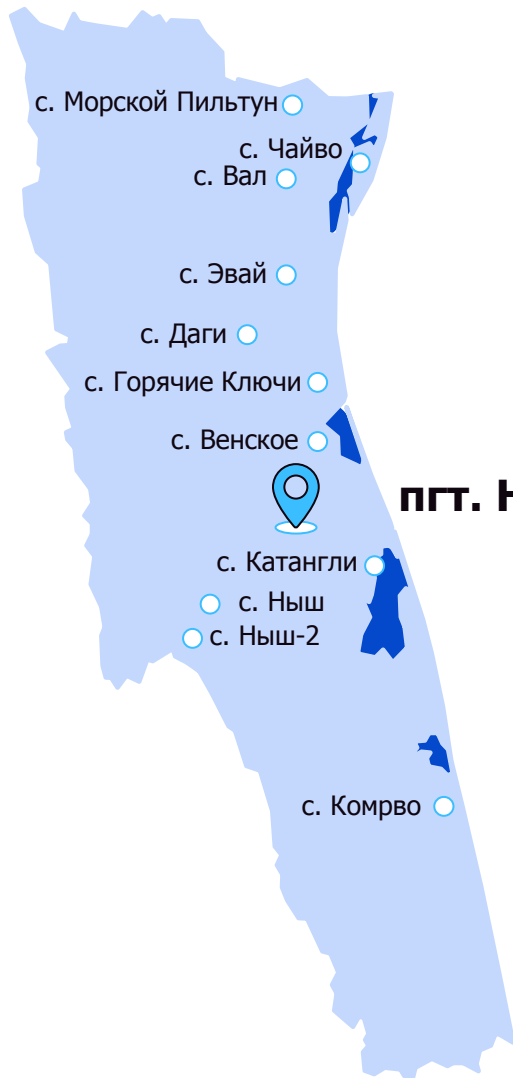 с. Морской Пильтун
с. Чайво
с. Вал
с. Эвай
с. Даги
с. Горячие Ключи
с. Венское
пгт. Н
с. Катангли
с. Ныш
с. Ныш-2
с. Комрво